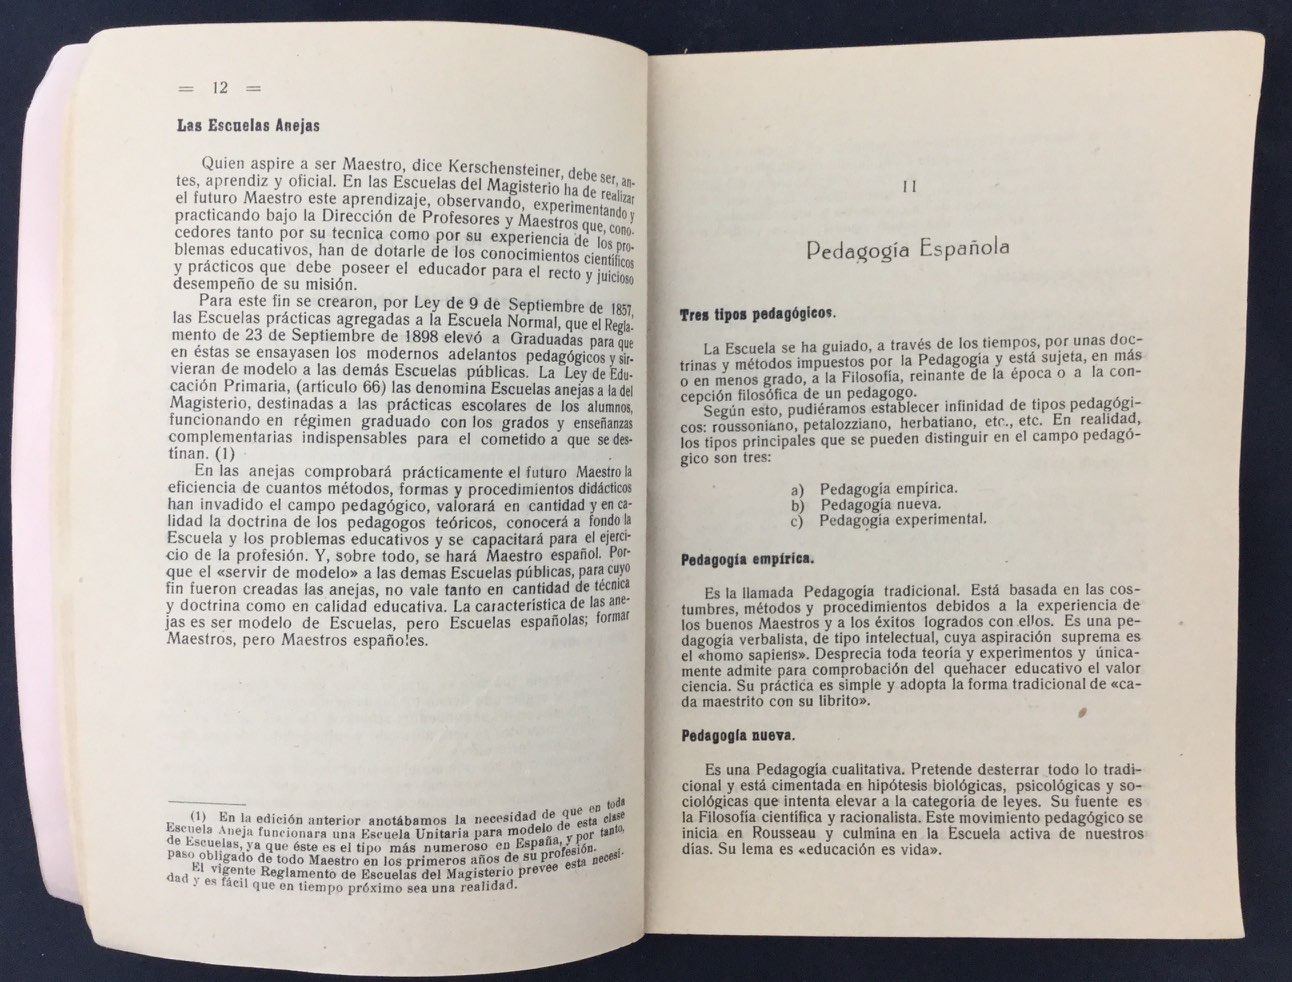 = 12 =
Las Escuelas Anejas
Quien aspire a ser Maestro, dice Kerschensteiner, debe ser, an-
tes, aprendiz y oficial. En las Escuelas del Magisterio ha de realizar
el futuro Maestro este aprendizaje, observando, experimentando y
practicando bajo la Dirección de Profesores y Maestros que, cono-
cedores tanto por su tecnica como por su experiencia de los pro-
blemas educativos, han de dotarle de los conocimientos científicos
y prácticos que debe poseer el educador para el recto y juicioso
desempeño de su misión.
Para este fin se crearon, por Ley de 9 de Septiembre de 1857,
las Escuelas prácticas agregadas a la Escuela Normal, que el Regla-
mento de 23 de Septiembre de 1898 elevó a Graduadas para que
en éstas se ensayasen los modernos adelantos pedagógicos y sir-
vieran de modelo a las demás Escuelas públicas. La Ley de Edu-
cación Primaria, (articulo 66) las denomina Escuelas anejas a la del
Magisterio, destinadas a las prácticas escolares de los alumnos,
funcionando en régimen graduado con los grados y enseñanzas
complementarias indispensables para el cometido a que se des-
tinan. (1)
En las anejas comprobará prácticamente el futuro Maestro la
eficiencia de cuantos métodos, formas y procedimientos didácticos
han invadido el campo pedagógico, valorará en cantidad y en ca-
lidad la doctrina de los pedagogos teóricos, conocerá a fondo la
Escuela y los problemas educativos y se capacitará para el ejerci-
cio de la profesión. Y, sobre todo, se hará Maestro español. Por-
que el «servir de modelo» a las demas Escuelas públicas, para cuyo
fin fueron creadas las anejas, no vale tanto en cantidad de técnica
y doctrina como en calidad educativa. La característica de las ane-
jas es ser modelo de Escuelas, pero Escuelas españolas; formar
Maestros, pero Maestros españoles.
(1) En la edición anterior anotábamos la necesidad de que en toda
Escuela Aneja funcionara una Escuela Unitaria para modelo de esta clase
de Escuelas, ya que éste es el tipo más numeroso en España, y por tanto,
paso obligado de todo Maestro en los primeros años de su profesión.
El vigente Reglamento de Escuelas del Magisterio prevee esta necesi-
dad y es fácil que en tiempo próximo sea una realidad.
II
Pedagogía Española
Tres tipos pedagógicos.
La Escuela se ha guiado, a través de los tiempos, por unas doc-
trinas y métodos impuestos por la Pedagogía y está sujeta, en más
o en menos grado, a la Filosofía, reinante de la época o a la con-
cepción filosófica de un pedagogo.
Según esto, pudiéramos establecer infinidad de tipos pedagógi-
cos: roussoniano, petalozziano, herbatiano, etc., etc. En realidad,
los tipos principales que se pueden distinguir en el campo pedagó-
gico son tres:
a) Pedagogía empírica.
b) Pedagogía nueva.
c) Pedagogía experimental.
Pedagogía empírica.
Es la llamada Pedagogía tradicional. Está basada en las cos-
tumbres, métodos y procedimientos debidos a la experiencia de
los buenos Maestros y a los éxitos logrados con ellos. Es una pe-
dagogía verbalista, de tipo intelectual, cuya aspiración suprema es
el «homo sapiens». Desprecia toda teoría y experimentos y única-
mente admite para comprobación del quehacer educativo el valor
ciencia. Su práctica es simple y adopta la forma tradicional de «ca-
da maestrito con su librito».
Pedagogía nueva.
Es una Pedagogía cualitativa. Pretende desterrar todo lo tradi-
cional y está cimentada en hipótesis biológicas, psicológicas y so-
ciológicas que intenta elevar a la categoria de leyes. Su fuente es
la Filosofía científica y racionalista. Este movimiento pedagógico se
inicia en Rousseau y culmina en la Escuela activa de nuestros
días. Su lema es «educación es vida».